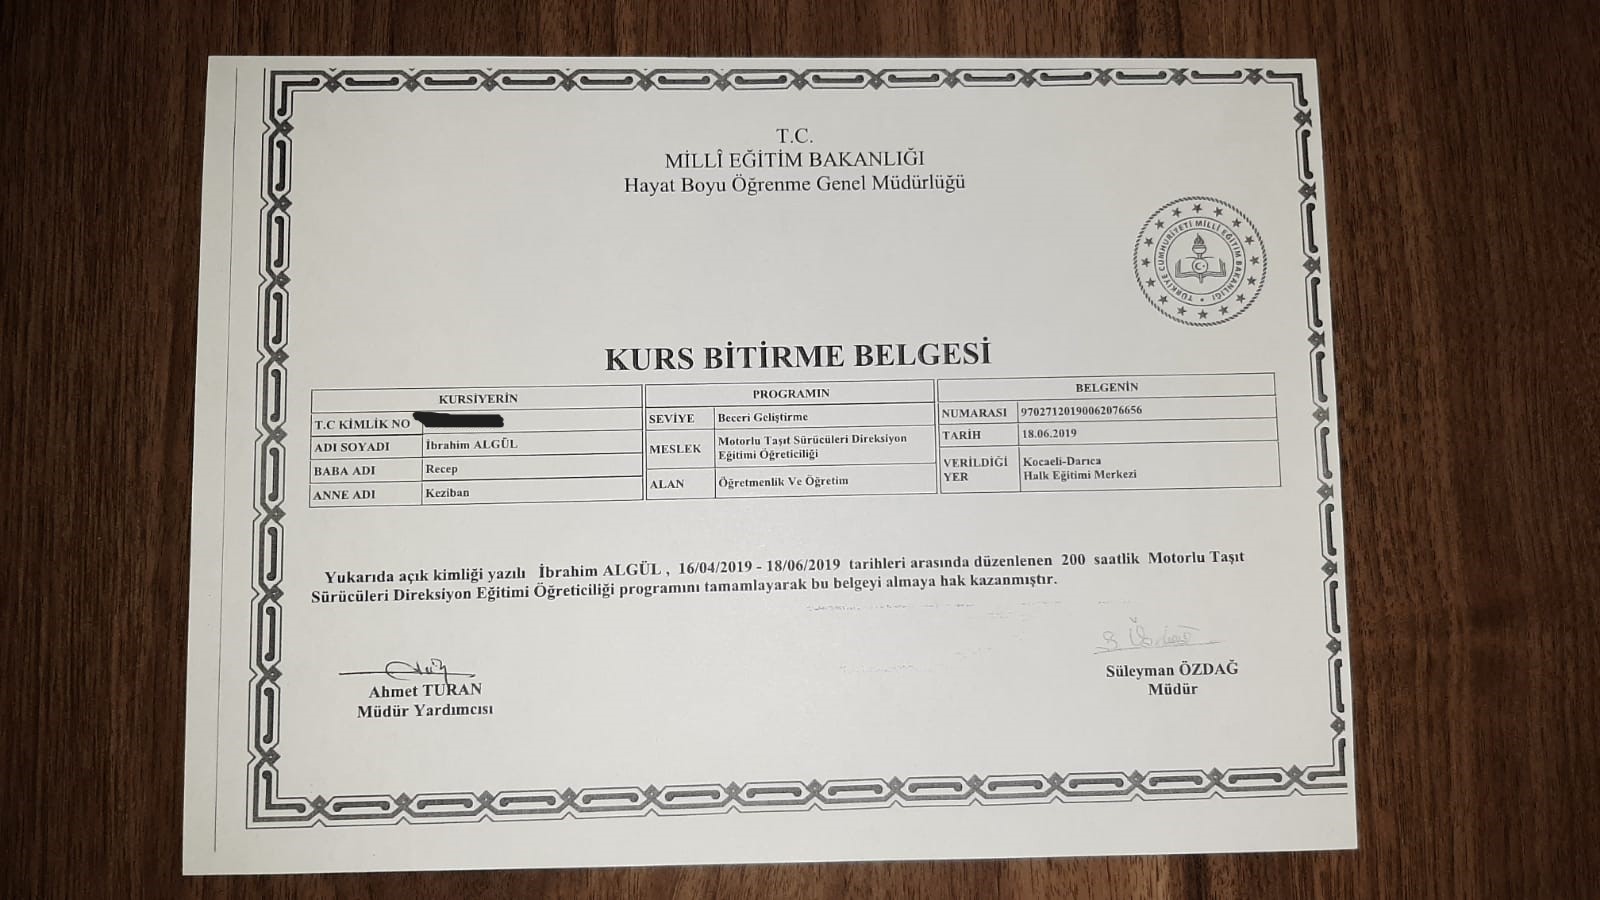 T.C.
MİLLÎ EĞİTİM BAKANLIĞI
Hayat Boyu Öğrenme Genel Müdürlüğü
TÜRKİYE CUMHURİYETİ MİLLÎ EĞİTİM BAKANLIĞI
KURS BİTİRME BELGESİ
KURSİYERİN
T.C KİMLİK NO
ADI SOYADI İbrahim ALGÜL
BABA ADI Recep
ANNE ADI Keziban
PROGRAMIN
SEVİYE Beceri Geliştirme
MESLEK Motorlu Taşıt Sürücüleri Direksiyon
Eğitimi Öğreticiliği
ALAN Öğretmenlik Ve Öğretim
BELGENİN
NUMARASI 97027120190062076656
TARİH 18.06.2019
VERİLDİĞİ YER Kocaeli-Darıca
Halk Eğitimi Merkezi
Yukarıda açık kimliği yazılı İbrahim ALGÜL , 16/04/2019 - 18/06/2019 tarihleri arasında düzenlenen 200 saatlik Motorlu Taşıt
Sürücüleri Direksiyon Eğitimi Öğreticiliği programını tamamlayarak bu belgeyi almaya hak kazanmıştır.
Ahmet TURAN
Müdür Yardımcısı
Süleyman ÖZDAĞ
Müdür